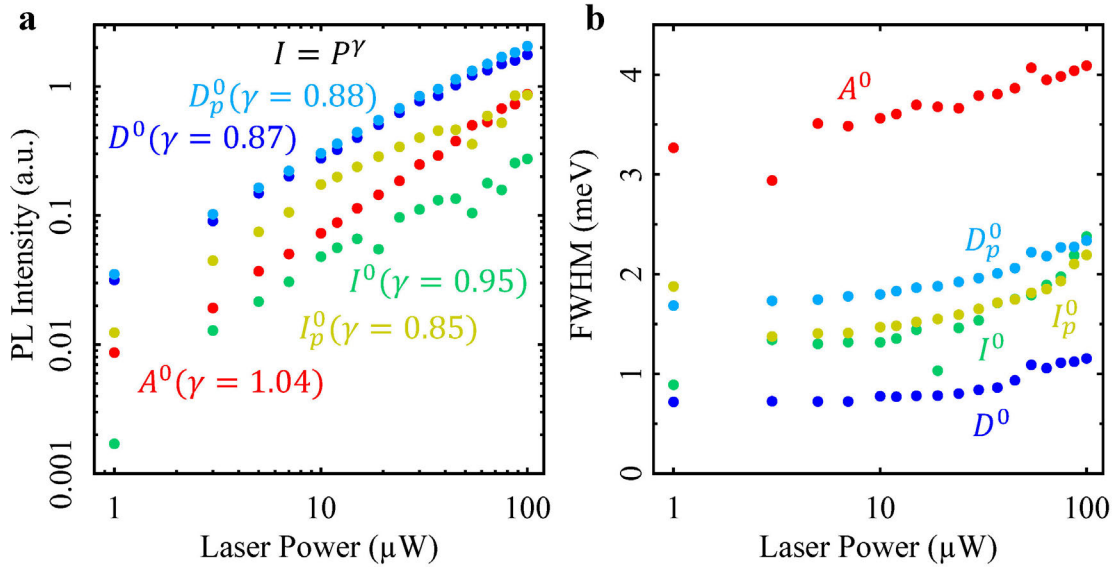 a
I = P^γ
D_p^0(γ = 0.88)
D^0(γ = 0.87)
I^0(γ = 0.95)
I_p^0(γ = 0.85)
A^0(γ = 1.04)
PL Intensity (a.u.)
1
0.1
0.01
0.001
1
10
100
Laser Power (μW)
b
A^0
D_p^0
I_p^0
I^0
D^0
FWHM (meV)
4
3
2
1
0
1
10
100
Laser Power (μW)